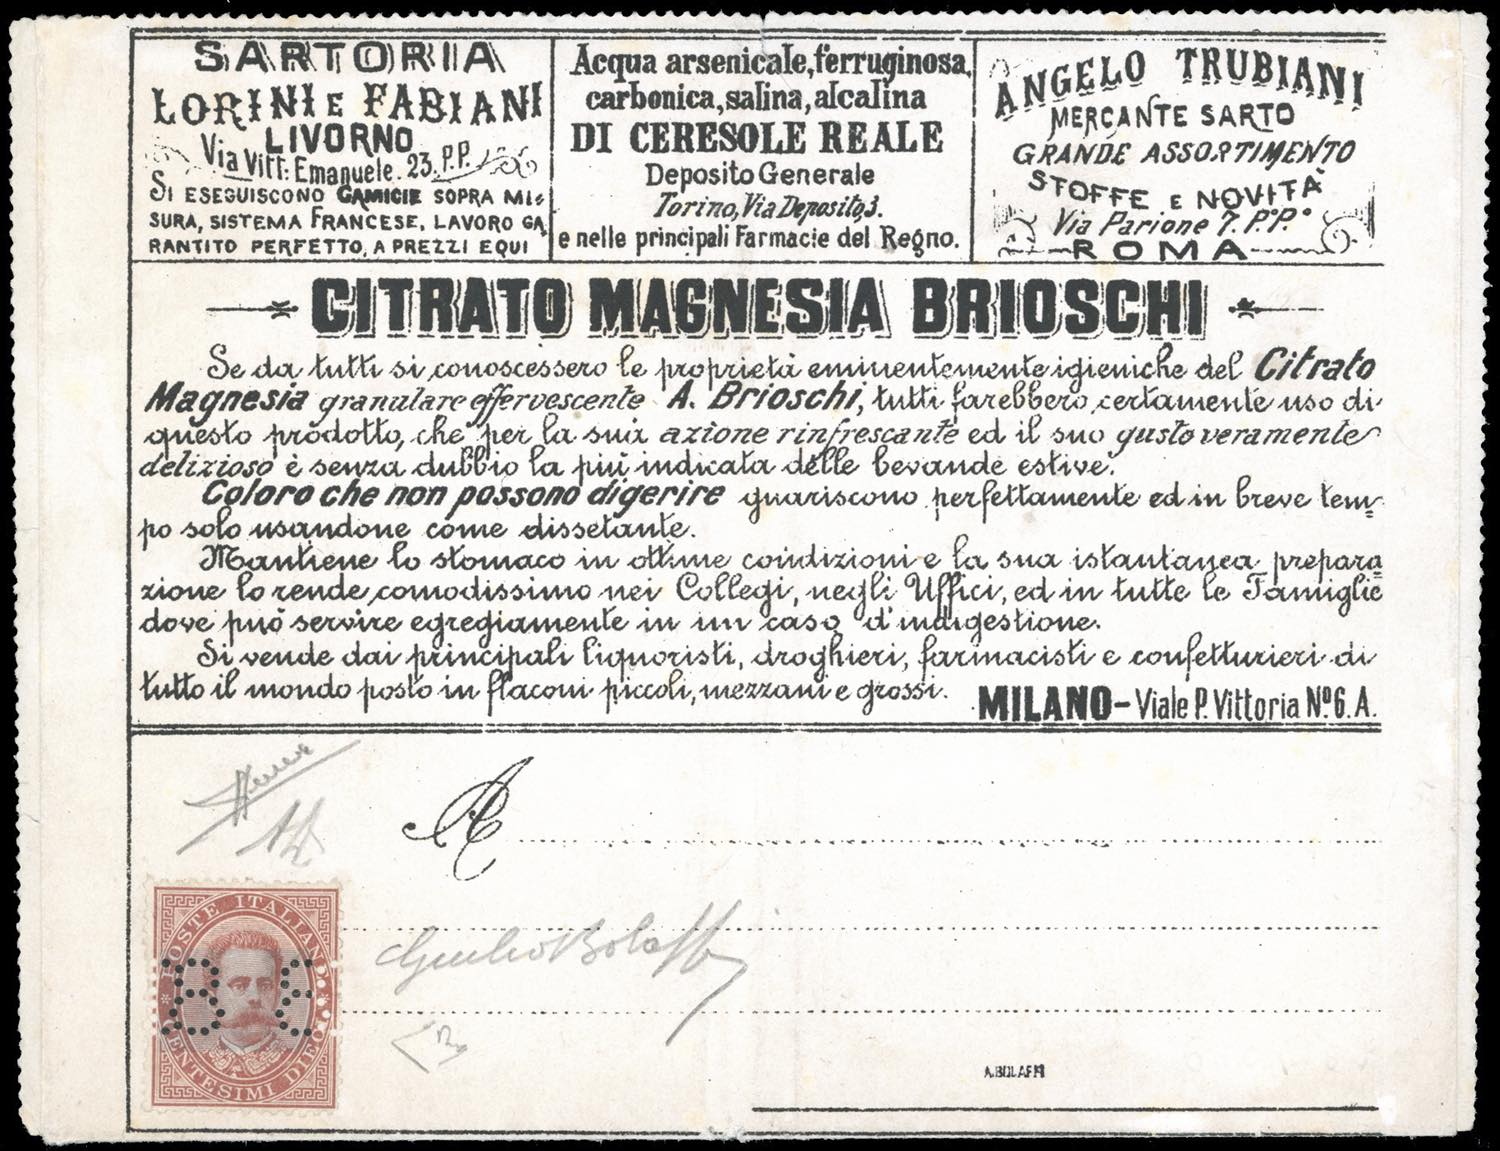 SARTORIA
LORINI E FABIANI
LIVORNO
Via Vitt: Emanuele. 23. P.P.
SI ESEGUISCONO CAMICIE SOPRA MI=
SURA, SISTEMA FRANCESE, LAVORO GA,
RANTITO PERFETTO, A PREZZI EQUI
Acqua arsenicale, ferruginosa,
carbonica, salina, alcalina
DI CERESOLE REALE
Deposito Generale
Torino, Via Deposito, 3.
e nelle principali Farmacie del Regno.
ANGELO TRUBIANI
MERCANTE SARTO
GRANDE ASSORTIMENTO
STOFFE E NOVITÀ
Via Parione 7. P.º P.º
ROMA
CITRATO MAGNESIA BRIOSCHI
Se da tutti si conoscessero le proprietà eminentemente igieniche del Citrato
Magnesia granulare effervescente A. Brioschi, tutti farebbero certamente uso di
questo prodotto, che per la sua azione rinfrescante ed il suo gusto veramente
delizioso è senza dubbio la più indicata delle bevande estive.
Coloro che non possono digerire guariscono perfettamente ed in breve tem=
po solo usandone come dissetante.
Mantiene lo stomaco in ottime condizioni e la sua istantanea prepara=
zione lo rende comodissimo nei Collegi, negli Uffici, ed in tutte le Famiglie
dove può servire egregiamente in un caso d'indigestione.
Si vende dai principali liquoristi, droghieri, farmacisti e confetturieri di
tutto il mondo posto in flaconi piccoli, mezzani e grossi.
MILANO - Viale P. Vittoria Nº 6. A.
A
POSTE ITALIANE
B E
CENTESIMI DIECI
Giulio Bolaffi
A.BOLAFFI